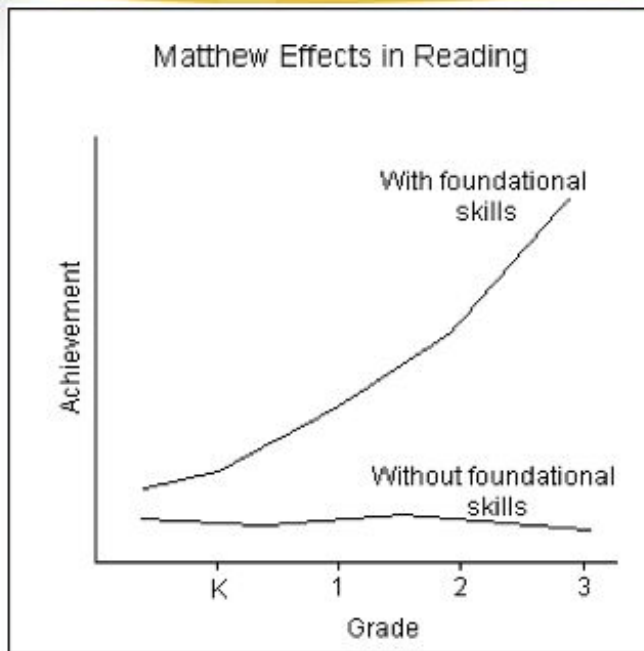 Matthew Effects in Reading
With foundational
skills
Achievement
Without foundational
skills
K 1 2 3
Grade